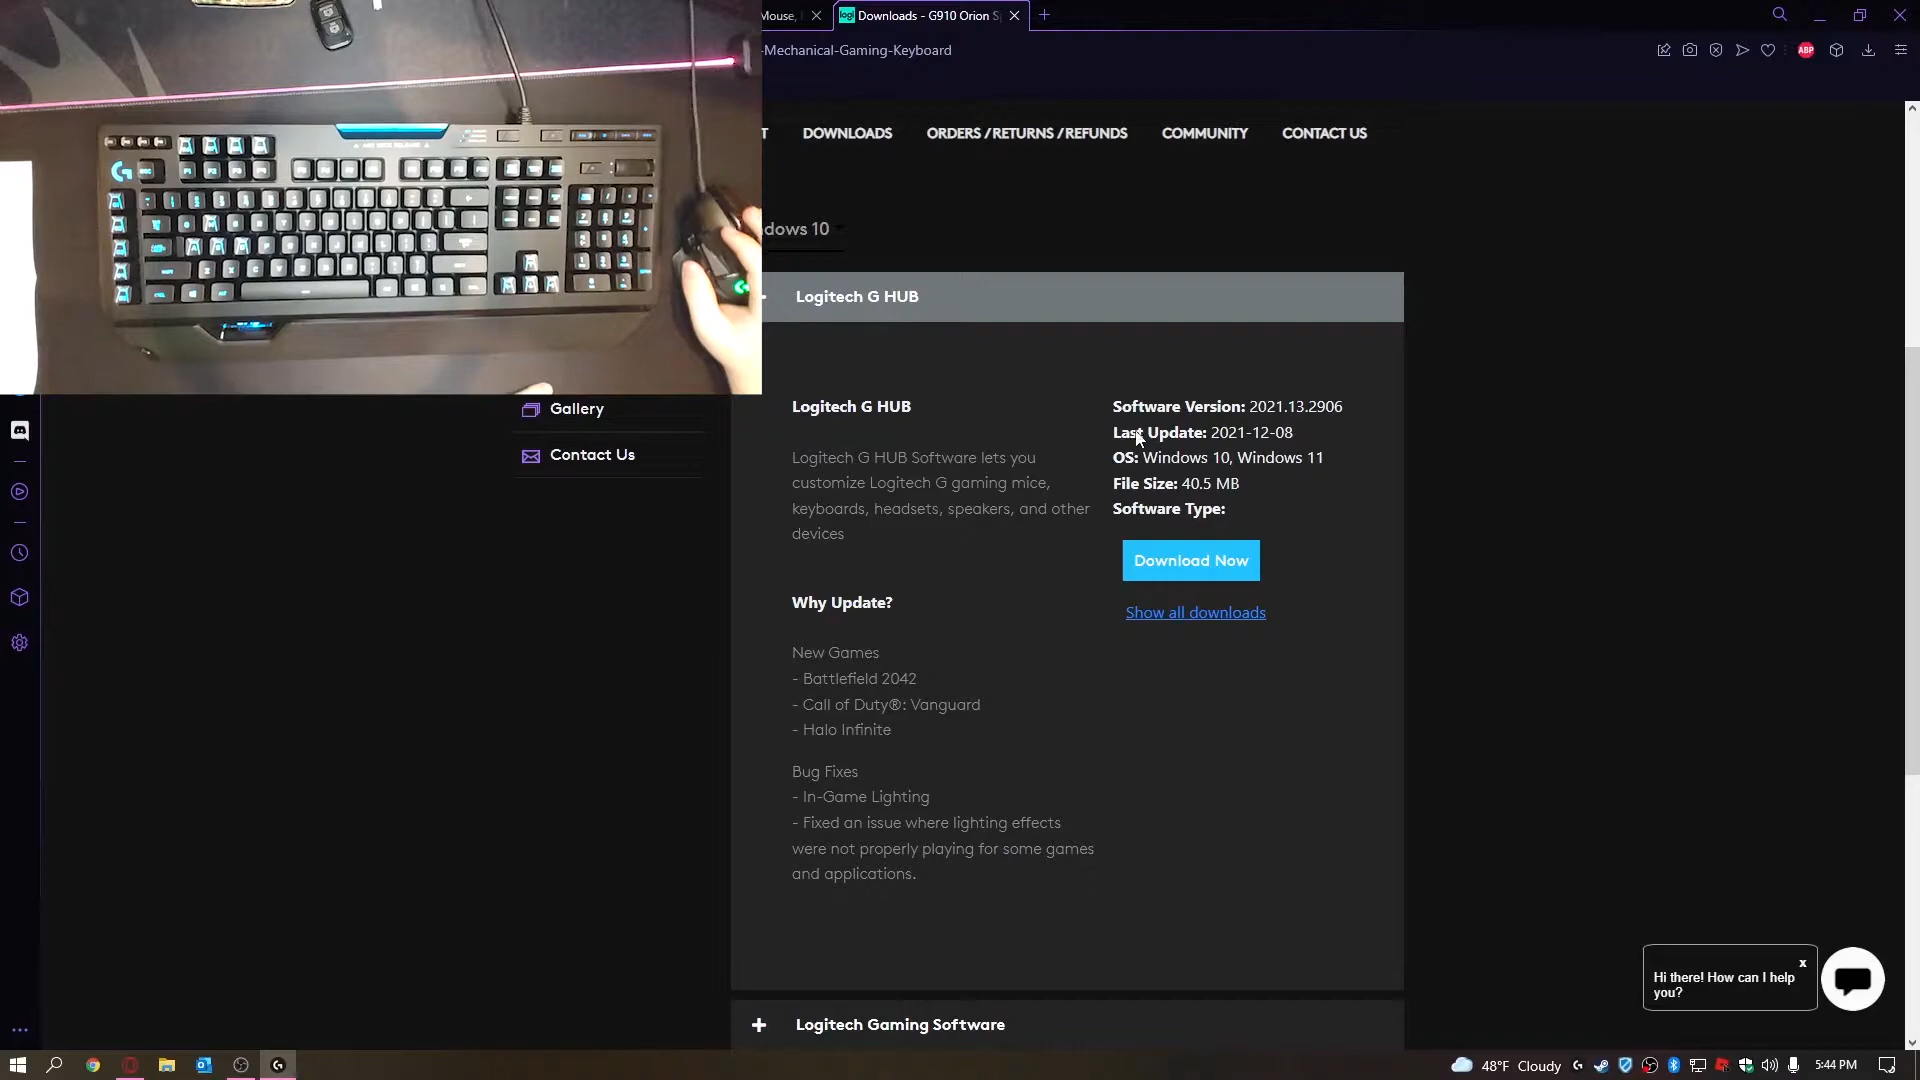 Mouse,
Downloads - G910 Orion S
-Mechanical-Gaming-Keyboard
ABP
T
DOWNLOADS
ORDERS / RETURNS / REFUNDS
COMMUNITY
CONTACT US
dows 10
Logitech G HUB
Gallery
Contact Us
Logitech G HUB
Logitech G HUB Software lets you
customize Logitech G gaming mice,
keyboards, headsets, speakers, and other
devices
Why Update?
New Games
- Battlefield 2042
- Call of Duty®: Vanguard
- Halo Infinite
Bug Fixes
- In-Game Lighting
- Fixed an issue where lighting effects
were not properly playing for some games
and applications.
Software Version: 2021.13.2906
Last Update: 2021-12-08
OS: Windows 10, Windows 11
File Size: 40.5 MB
Software Type:
Download Now
Show all downloads
Logitech Gaming Software
Hi there! How can I help
you?
x
48°F Cloudy
5:44 PM